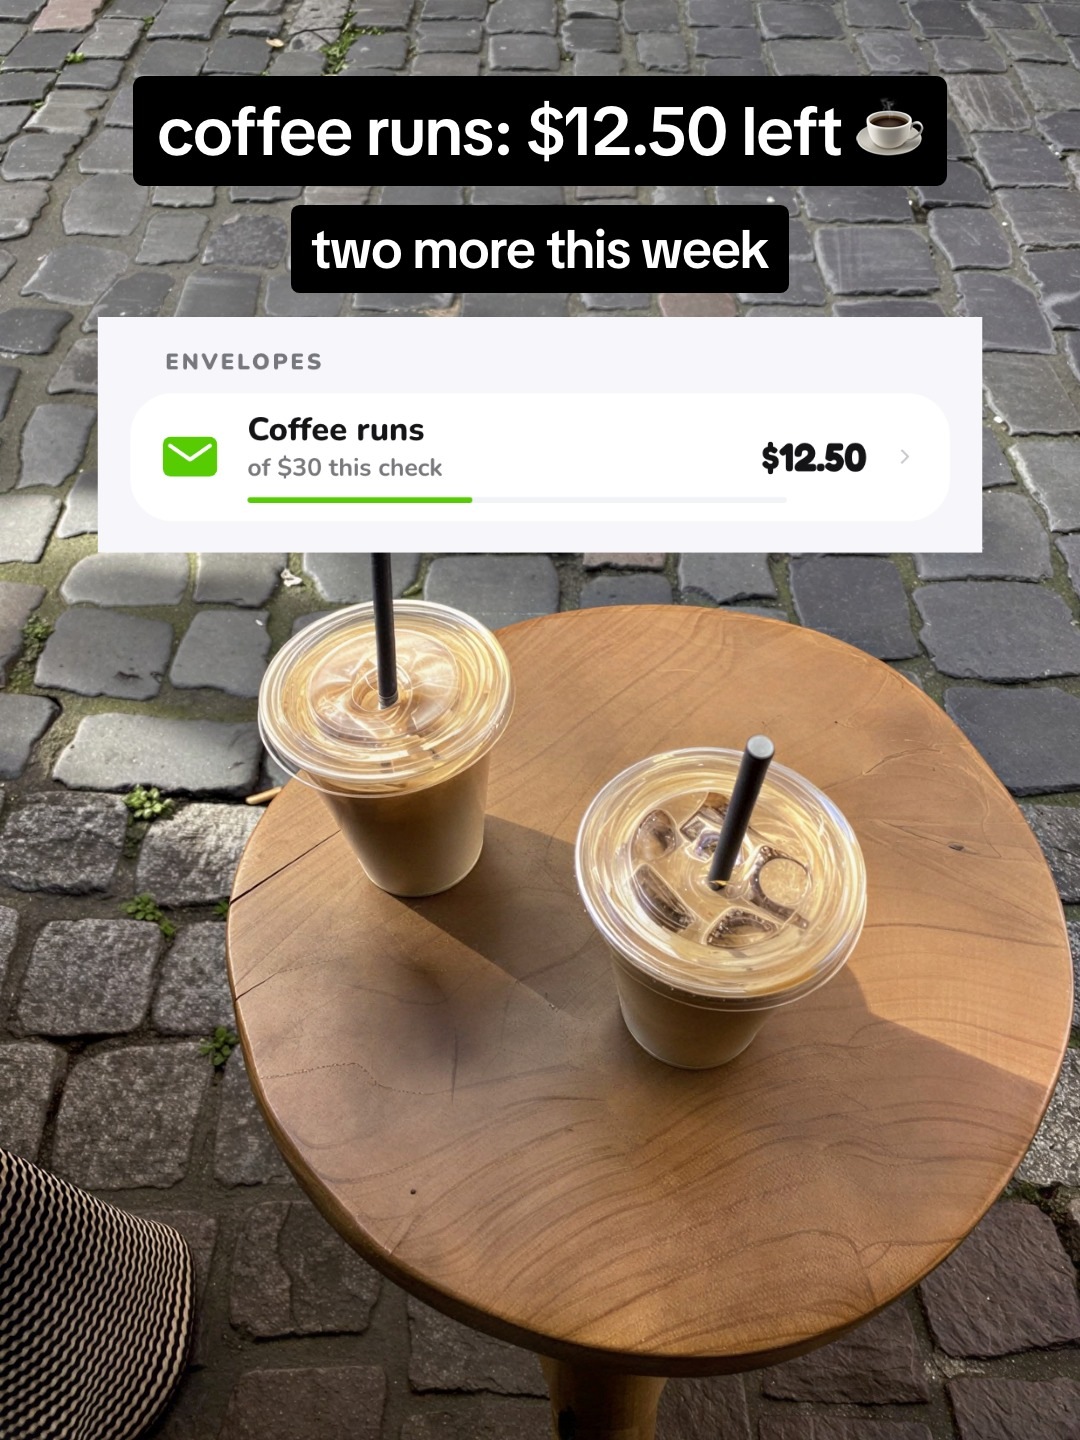 coffee runs: $12.50 left ☕
two more this week
ENVELOPES
Coffee runs
of $30 this check
$12.50